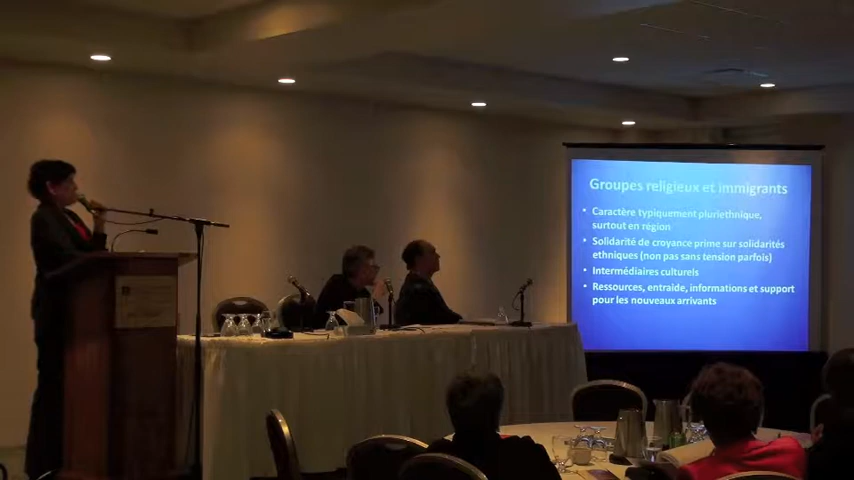 Groupes religieux et immigrants
• Caractère typiquement pluriethnique,
surtout en région
• Solidarité de croyance prime sur solidarités
ethniques (non pas sans tension parfois)
• Intermédiaires culturels
• Ressources, entraide, informations et support
pour les nouveaux arrivants